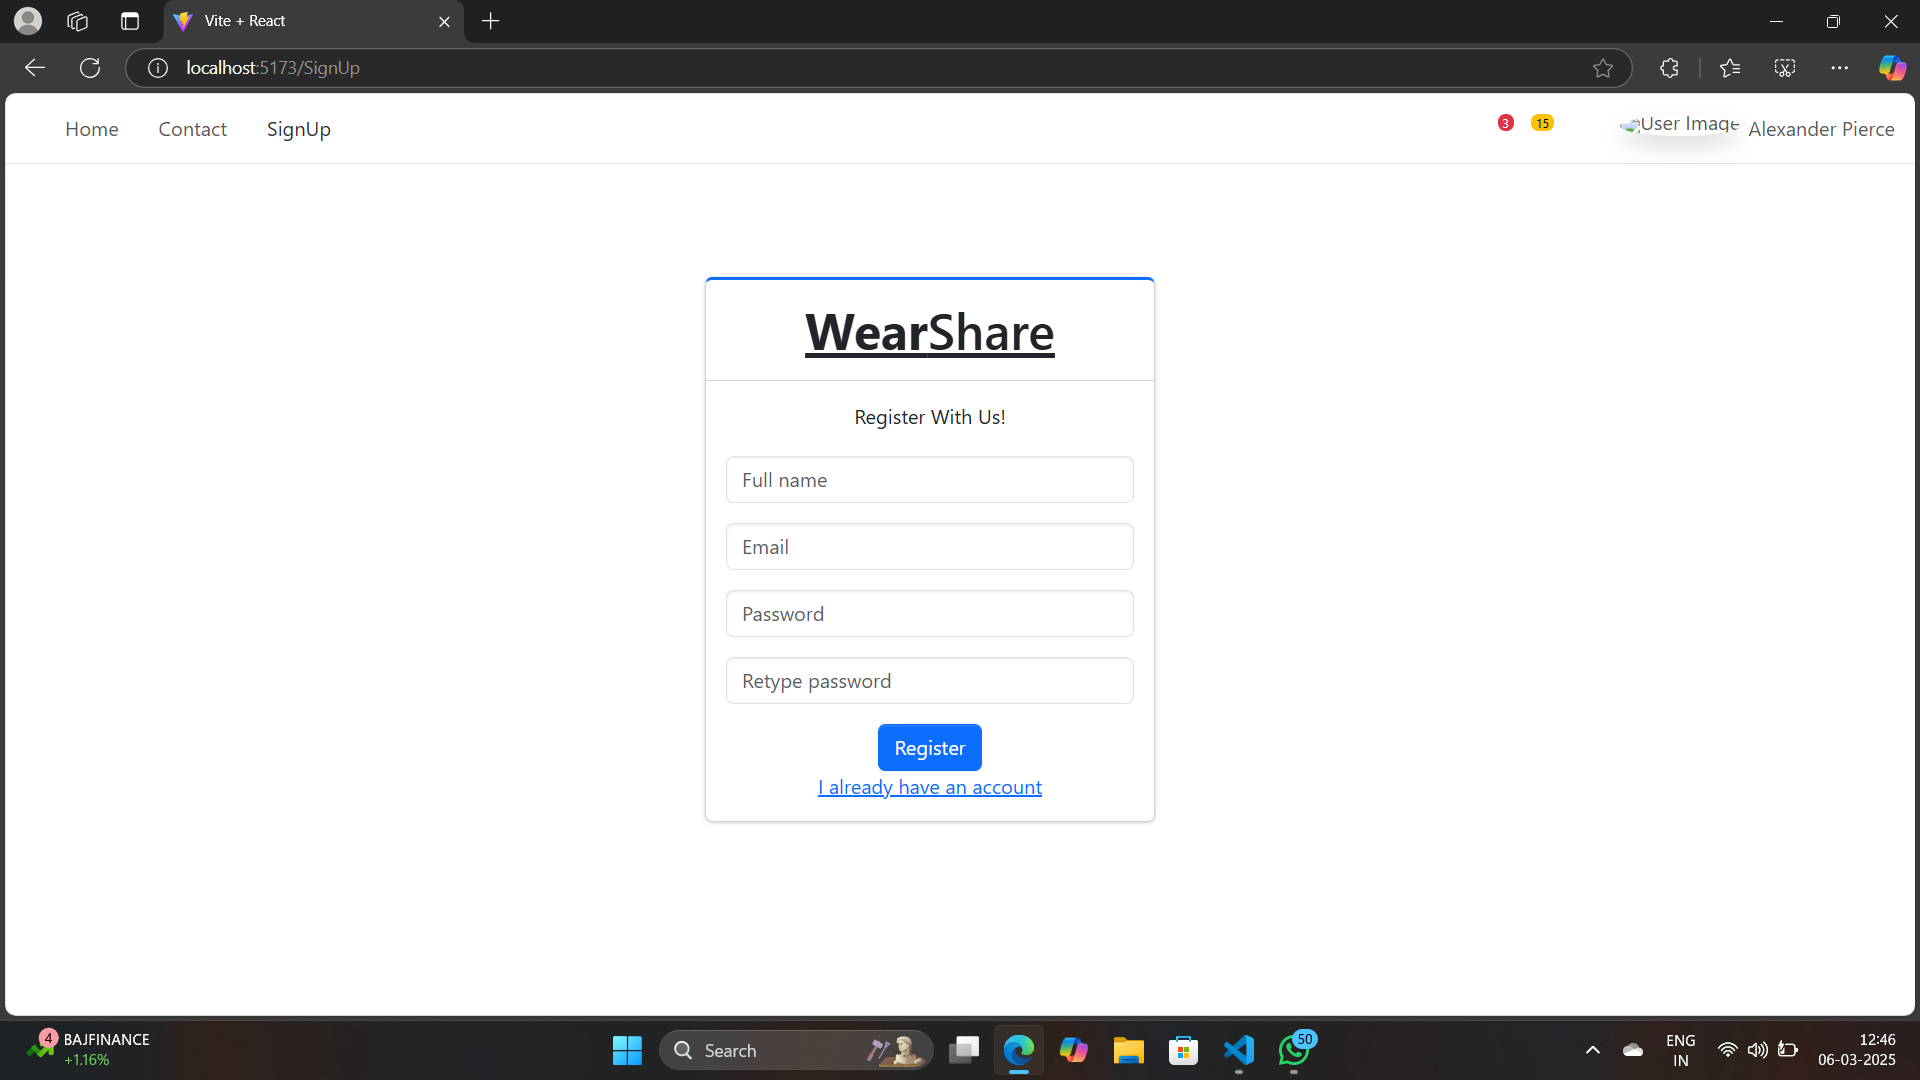 Vite + React
localhost:5173/SignUp
Home Contact SignUp 3 15 User Image Alexander Pierce
WearShare
Register With Us!
Full name
Email
Password
Retype password
Register
I already have an account
4 BAJFINANCE
+1.16%
Search
50
ENG
IN
12:46
06-03-2025